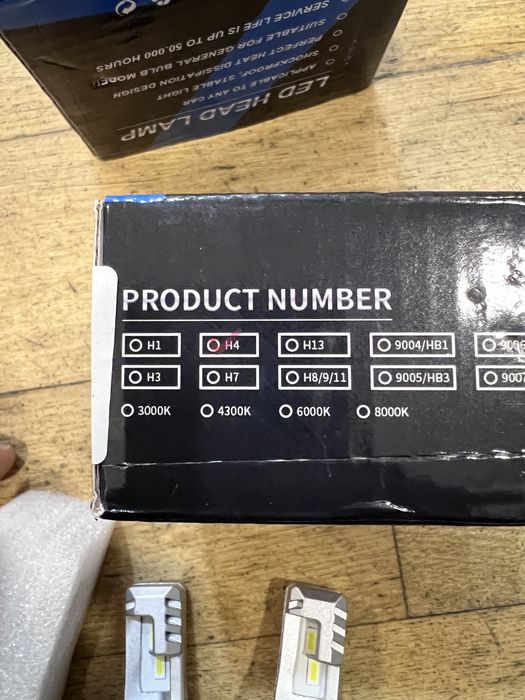 SERVICE LIFE IS UP TO 50,000 HOURS
SUITABLE FOR GENERAL BULB MODEL
PERFECT HEAT DISSIPATION DESIGN
SHOCKPROOF, STABLE LIGHT
APPLICABLE TO ANY CAR
LED HEAD LAMP
PRODUCT NUMBER
H1 H4 H13 9004/HB1
H3 H7 H8/9/11 9005/HB3
3000K 4300K 6000K 8000K